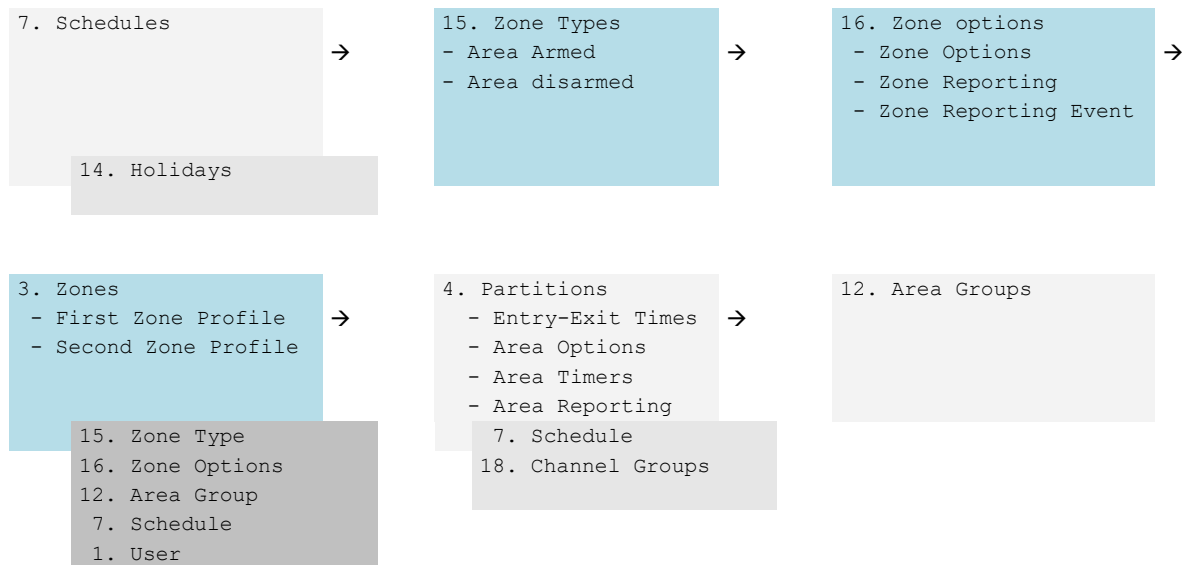 7. Schedules
→
14. Holidays
15. Zone Types
- Area Armed
- Area disarmed
→
16. Zone options
- Zone Options
- Zone Reporting
- Zone Reporting Event
→
3. Zones
- First Zone Profile
- Second Zone Profile
→
15. Zone Type
16. Zone Options
12. Area Group
7. Schedule
1. User
4. Partitions
- Entry-Exit Times
- Area Options
- Area Timers
- Area Reporting
→
7. Schedule
18. Channel Groups
12. Area Groups